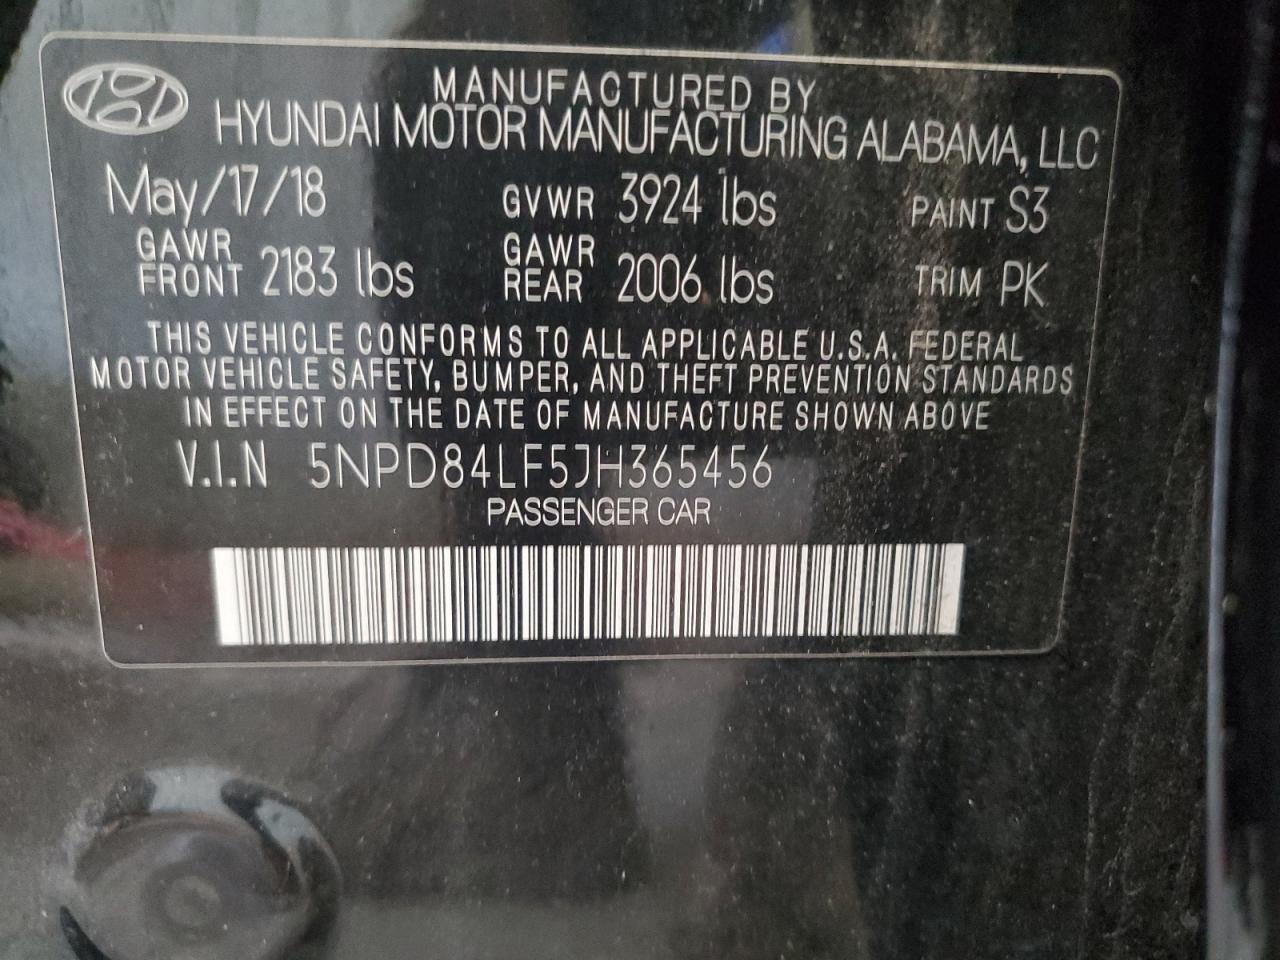 MANUFACTURED BY
HYUNDAI MOTOR MANUFACTURING ALABAMA, LLC
May/17/18 GVWR 3924 lbs PAINT S3
GAWR FRONT 2183 lbs GAWR REAR 2006 lbs TRIM PK
THIS VEHICLE CONFORMS TO ALL APPLICABLE U.S.A. FEDERAL
MOTOR VEHICLE SAFETY, BUMPER, AND THEFT PREVENTION STANDARDS
IN EFFECT ON THE DATE OF MANUFACTURE SHOWN ABOVE
V.I.N 5NPD84LF5JH365456
PASSENGER CAR